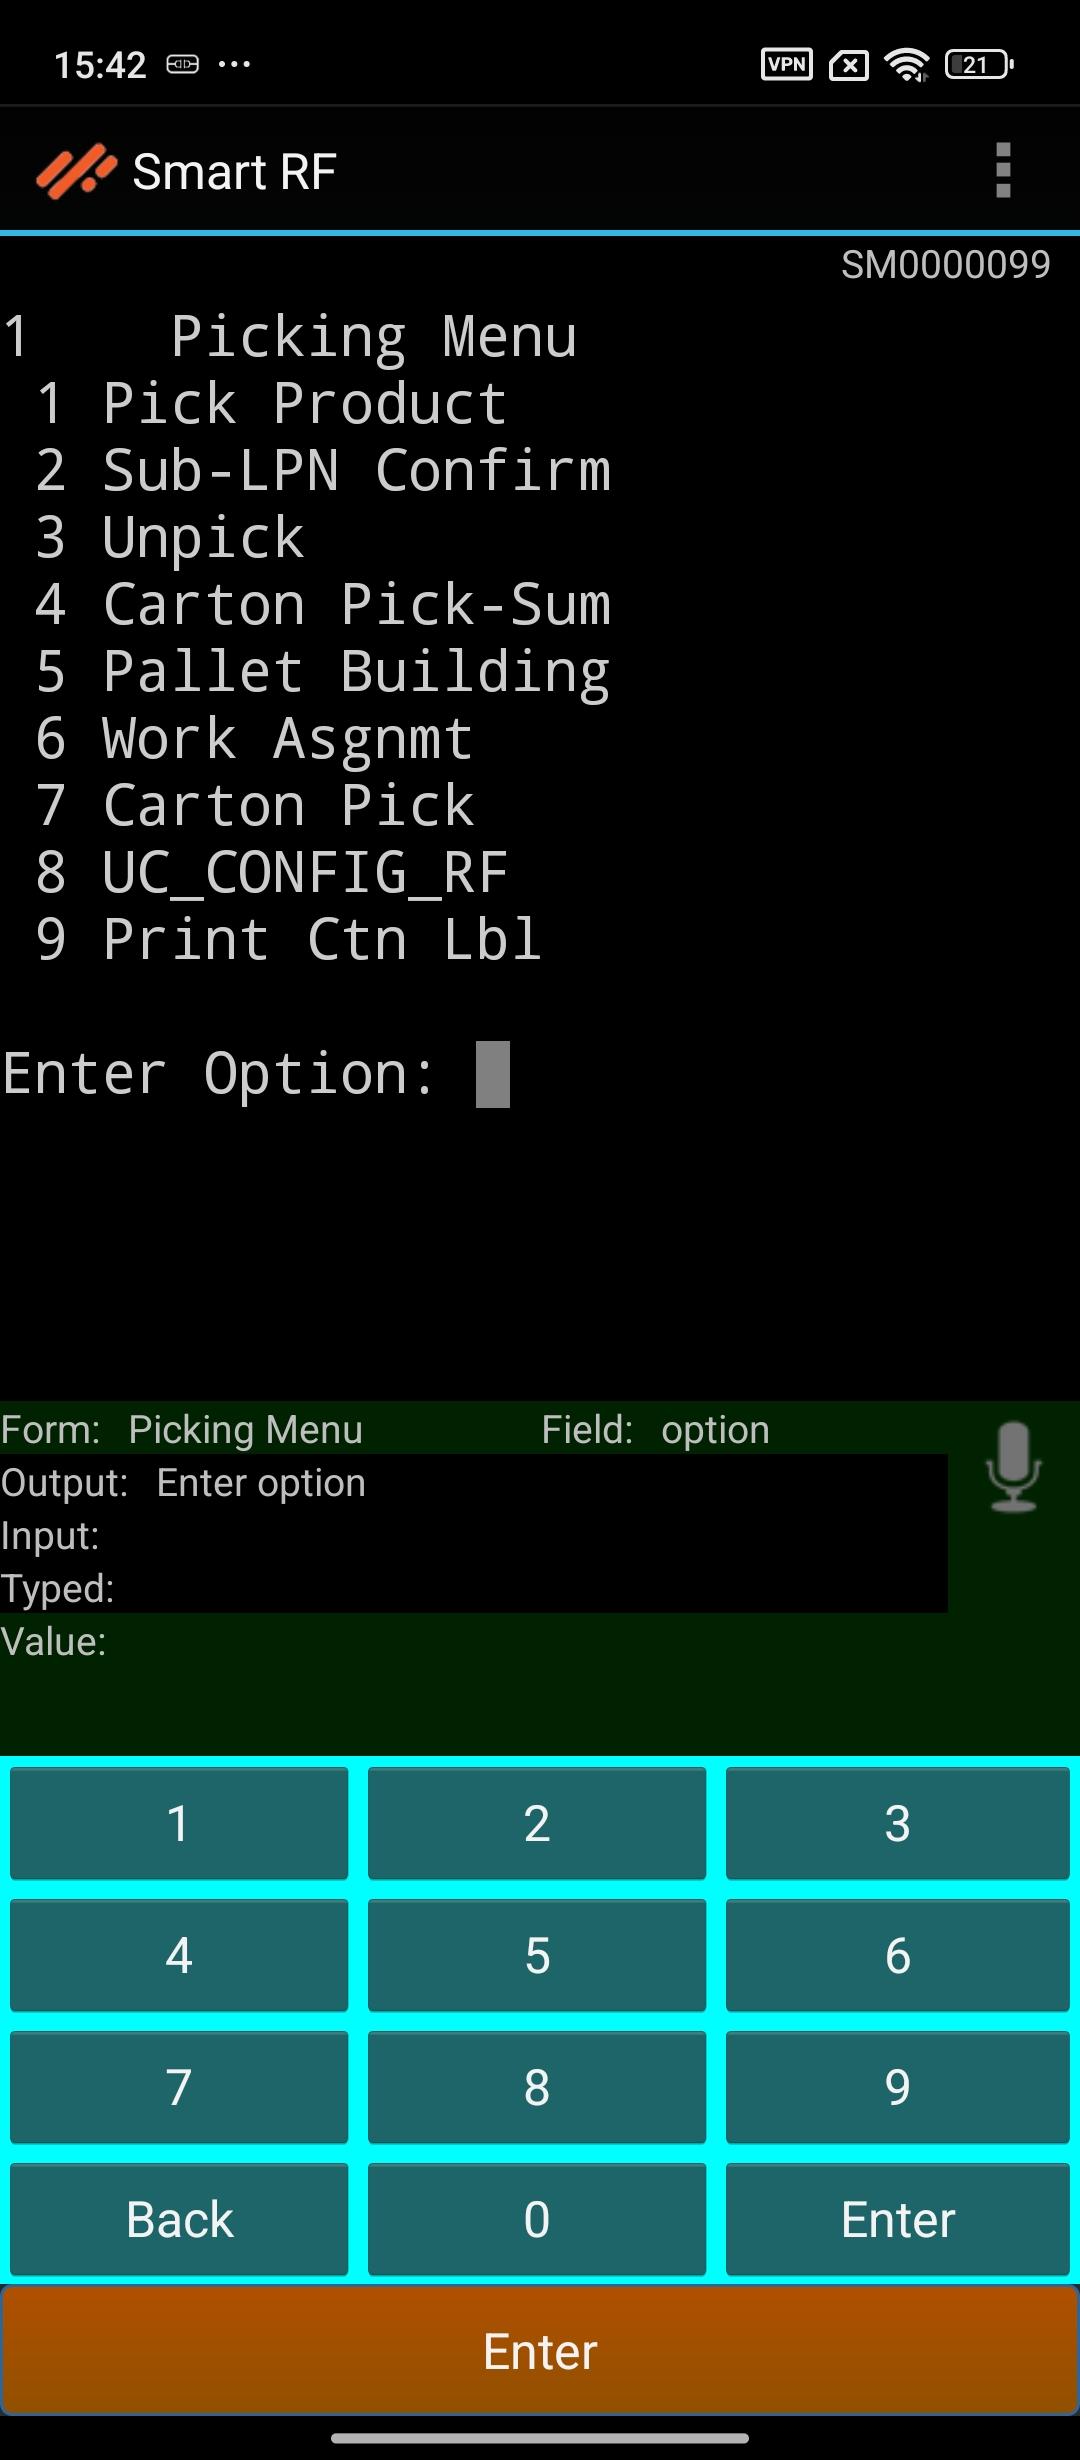 15:42 ... VPN 21
Smart RF
SM0000099
1 Picking Menu
1 Pick Product
2 Sub-LPN Confirm
3 Unpick
4 Carton Pick-Sum
5 Pallet Building
6 Work Asgnmt
7 Carton Pick
8 UC_CONFIG_RF
9 Print Ctn Lbl
Enter Option:
Form: Picking Menu Field: option
Output: Enter option
Input:
Typed:
Value:
1 2 3
4 5 6
7 8 9
Back 0 Enter
Enter